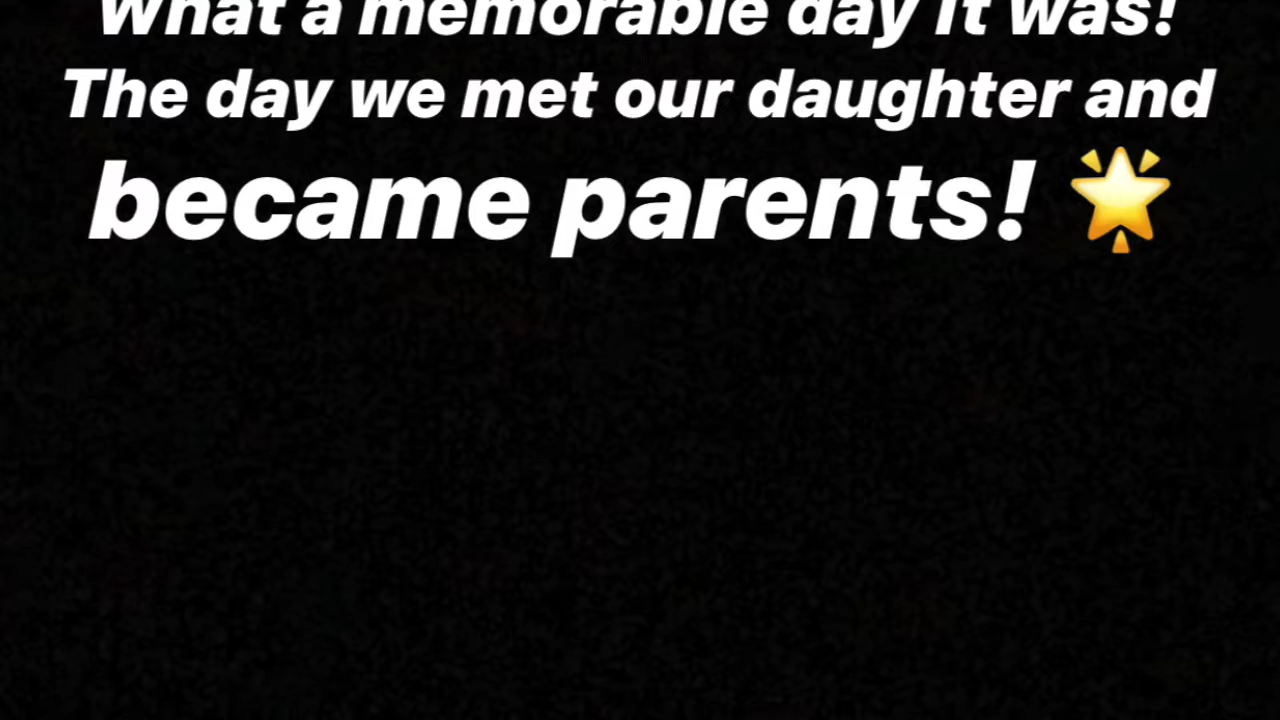 What a memorable day it was!
The day we met our daughter and
became parents! 🌟